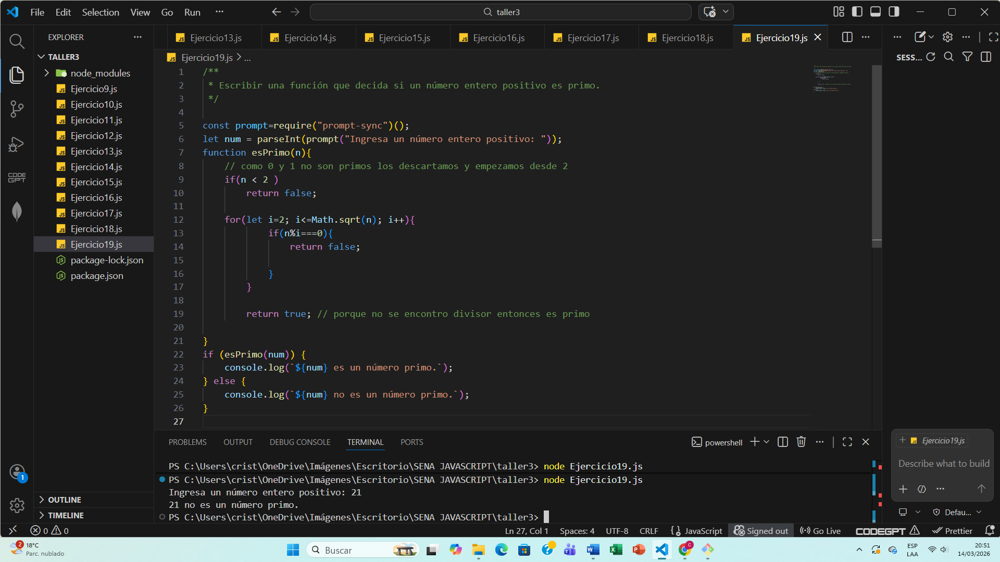 File Edit Selection View Go Run ···
taller3
EXPLORER ···
TALLER3
node_modules
Ejercicio9.js
Ejercicio10.js
Ejercicio11.js
Ejercicio12.js
Ejercicio13.js
Ejercicio14.js
Ejercicio15.js
Ejercicio16.js
Ejercicio17.js
Ejercicio18.js
Ejercicio19.js
package-lock.json
package.json
OUTLINE
TIMELINE
CODE GPT
1
Ejercicio13.js Ejercicio14.js Ejercicio15.js Ejercicio16.js Ejercicio17.js Ejercicio18.js Ejercicio19.js
Ejercicio19.js > ...
1 /**
2  * Escribir una función que decida si un número entero positivo es primo.
3  */
4
5 const prompt=require("prompt-sync")();
6 let num = parseInt(prompt("Ingresa un número entero positivo: "));
7 function esPrimo(n){
8     // como 0 y 1 no son primos los descartamos y empezamos desde 2
9     if(n < 2 )
10         return false;
11
12     for(let i=2; i<=Math.sqrt(n); i++){
13             if(n%i===0){
14                 return false;
15
16             }
17         }
18
19         return true; // porque no se encontro divisor entonces es primo
20
21 }
22 if (esPrimo(num)) {
23     console.log(`${num} es un número primo.`);
24 } else {
25     console.log(`${num} no es un número primo.`);
26 }
27
PROBLEMS OUTPUT DEBUG CONSOLE TERMINAL PORTS
powershell
PS C:\Users\crist\OneDrive\Imágenes\Escritorio\SENA JAVASCRIPT\taller3> node Ejercicio19.js
PS C:\Users\crist\OneDrive\Imágenes\Escritorio\SENA JAVASCRIPT\taller3> node Ejercicio19.js
Ingresa un número entero positivo: 21
21 no es un número primo.
PS C:\Users\crist\OneDrive\Imágenes\Escritorio\SENA JAVASCRIPT\taller3>
SESS...
Ejercicio19.js
Describe what to build
Defau...
0 0
Ln 27, Col 1 Spaces: 4 UTF-8 CRLF JavaScript Signed out Go Live CODEGPT Prettier
2
18°C
Parc. nublado
Buscar
C
ESP
LAA
20:51
14/03/2026